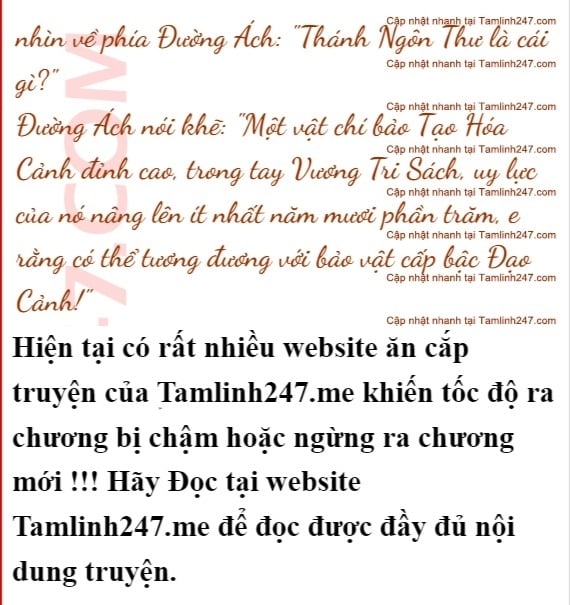 Cập nhật nhanh tại Tamlinh247.com
nhìn về phía Đường Ách: "Thánh Ngôn Thư là cái
Cập nhật nhanh tại Tamlinh247.com
gì?"
Cập nhật nhanh tại Tamlinh247.com
Đường Ách nói khẽ: "Một vật chí bảo Tạo Hóa
Cập nhật nhanh tại Tamlinh247.com
Cảnh đỉnh cao, trong tay Vương Tri Sách, uy lực
Cập nhật nhanh tại Tamlinh247.com
của nó nâng lên ít nhất năm mươi phần trăm, e
Cập nhật nhanh tại Tamlinh247.com
rằng có thể tương đương với bảo vật cấp bậc Đạo
Cập nhật nhanh tại Tamlinh247.com
Cảnh!"
Cập nhật nhanh tại Tamlinh247.com
7.COM
Hiện tại có rất nhiều website ăn cắp
truyện của Tamlinh247.me khiến tốc độ ra
chương bị chậm hoặc ngừng ra chương
mới !!! Hãy Đọc tại website
Tamlinh247.me để đọc được đầy đủ nội
dung truyện.